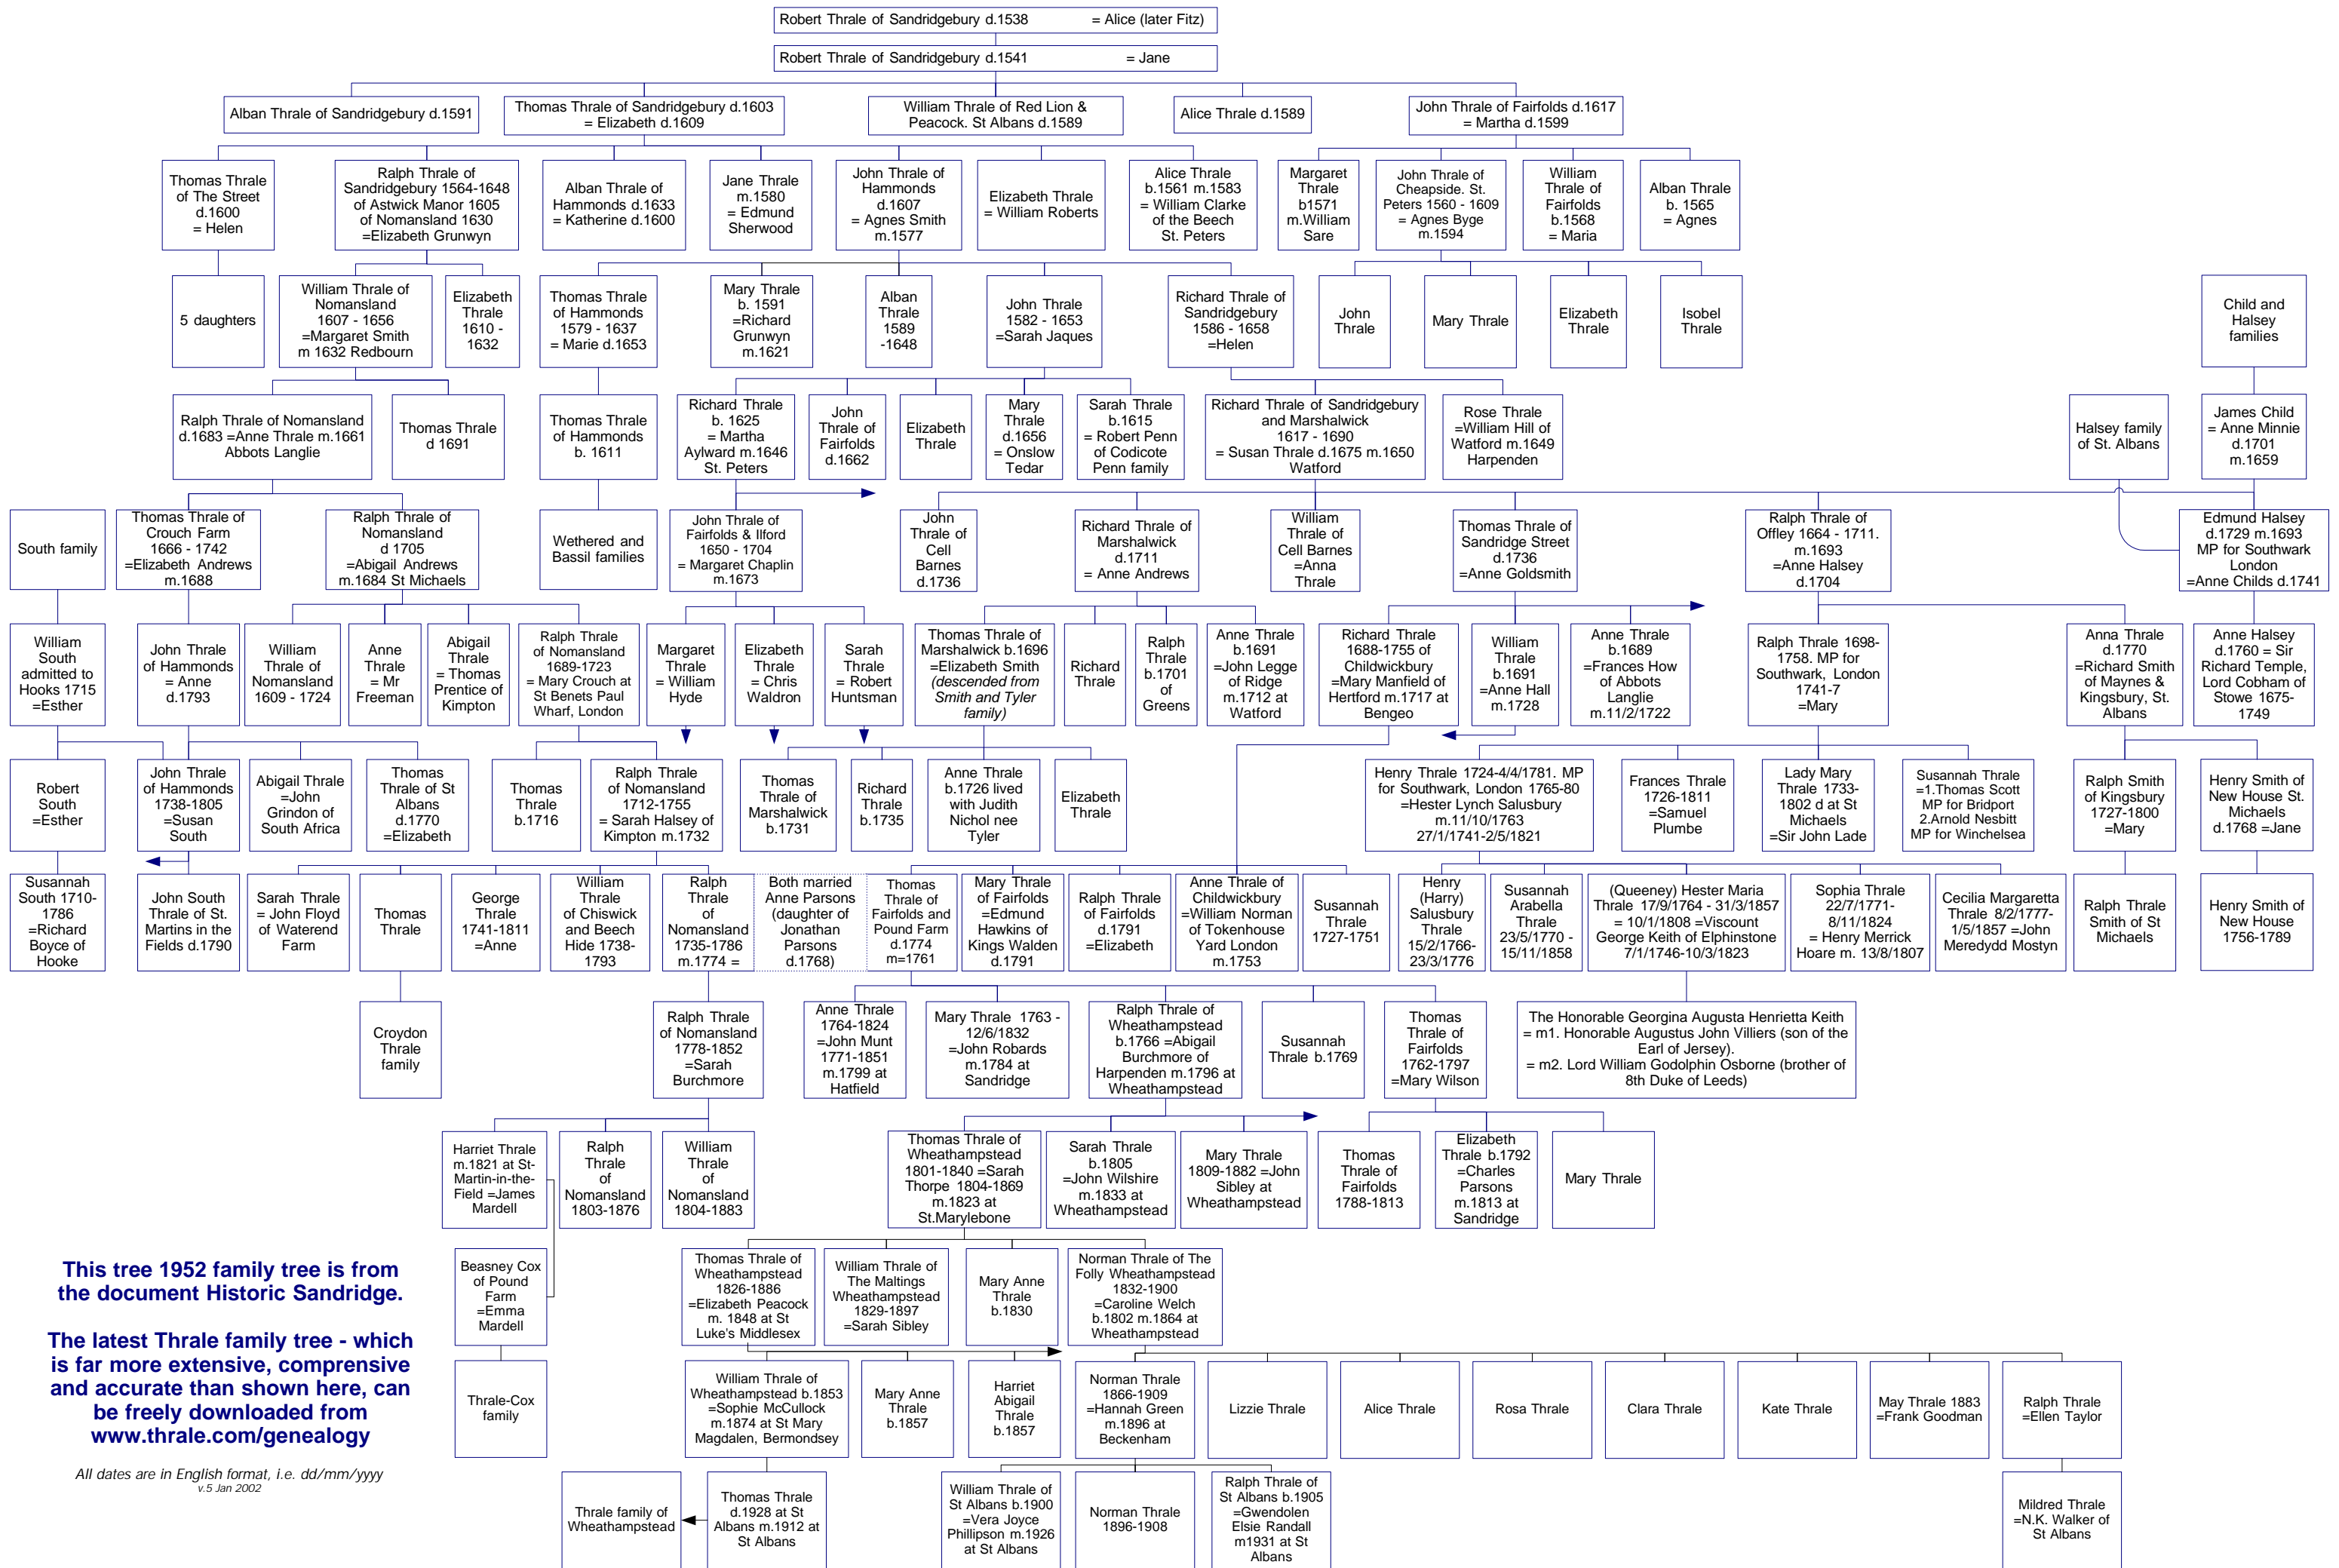 Robert Thrale of Sandridgebury d.1538 = Alice (later Fitz)
Robert Thrale of Sandridgebury d.1541 = Jane
Alban Thrale of Sandridgebury d.1591
Thomas Thrale of Sandridgebury d.1603
= Elizabeth d.1609
William Thrale of Red Lion &
Peacock. St Albans d.1589
Alice Thrale d.1589
John Thrale of Fairfolds d.1617
= Martha d.1599
Thomas Thrale
of The Street
d.1600
= Helen
Ralph Thrale of
Sandridgebury 1564-1648
of Astwick Manor 1605
of Nomansland 1630
=Elizabeth Grunwyn
Alban Thrale of
Hammonds d.1633
= Katherine d.1600
Jane Thrale
m.1580
= Edmund
Sherwood
John Thrale of
Hammonds
d.1607
= Agnes Smith
m.1577
Elizabeth Thrale
= William Roberts
Alice Thrale
b.1561 m.1583
= William Clarke
of the Beech
St. Peters
Margaret
Thrale
b1571
m.William
Sare
John Thrale of
Cheapside. St.
Peters 1560 - 1609
= Agnes Byge
m.1594
William
Thrale of
Fairfolds
b.1568
= Maria
Alban Thrale
b. 1565
= Agnes
5 daughters
William Thrale of
Nomansland
1607 - 1656
=Margaret Smith
m 1632 Redbourn
Elizabeth
Thrale
1610 -
1632
Thomas Thrale
of Hammonds
1579 - 1637
= Marie d.1653
Mary Thrale
b. 1591
=Richard
Grunwyn
m.1621
Alban
Thrale
1589
-1648
John Thrale
1582 - 1653
=Sarah Jaques
Richard Thrale of
Sandridgebury
1586 - 1658
=Helen
John
Thrale
Mary Thrale
Elizabeth
Thrale
Isobel
Thrale
Child and
Halsey
families
Ralph Thrale of Nomansland
d.1683 =Anne Thrale m.1661
Abbots Langlie
Thomas Thrale
d 1691
Thomas Thrale
of Hammonds
b. 1611
Richard Thrale
b. 1625
= Martha
Aylward m.1646
St. Peters
John
Thrale of
Fairfolds
d.1662
Elizabeth
Thrale
Mary
Thrale
d.1656
= Onslow
Tedar
Sarah Thrale
b.1615
= Robert Penn
of Codicote
Penn family
Richard Thrale of Sandridgebury
and Marshalwick
1617 - 1690
= Susan Thrale d.1675 m.1650
Watford
Rose Thrale
=William Hill of
Watford m.1649
Harpenden
Halsey family
of St. Albans
James Child
= Anne Minnie
d.1701
m.1659
South family
Thomas Thrale of
Crouch Farm
1666 - 1742
=Elizabeth Andrews
m.1688
Ralph Thrale of
Nomansland
d 1705
=Abigail Andrews
m.1684 St Michaels
Wethered and
Bassil families
John Thrale of
Fairfolds & Ilford
1650 - 1704
= Margaret Chaplin
m.1673
John
Thrale of
Cell
Barnes
d.1736
Richard Thrale of
Marshalwick
d.1711
= Anne Andrews
William
Thrale of
Cell Barnes
=Anna
Thrale
Thomas Thrale of
Sandridge Street
d.1736
=Anne Goldsmith
Ralph Thrale of
Offley 1664 - 1711.
m.1693
=Anne Halsey
d.1704
Edmund Halsey
d.1729 m.1693
MP for Southwark
London
=Anne Childs d.1741
William
South
admitted to
Hooks 1715
=Esther
John Thrale
of Hammonds
= Anne
d.1793
William
Thrale of
Nomansland
1609 - 1724
Anne
Thrale
= Mr
Freeman
Abigail
Thrale
= Thomas
Prentice of
Kimpton
Ralph Thrale
of Nomansland
1689-1723
= Mary Crouch at
St Benets Paul
Wharf, London
Margaret
Thrale
= William
Hyde
Elizabeth
Thrale
= Chris
Waldron
Sarah
Thrale
= Robert
Huntsman
Thomas Thrale of
Marshalwick b.1696
=Elizabeth Smith
(descended from
Smith and Tyler
family)
Richard
Thrale
Ralph
Thrale
b.1701
of
Greens
Anne Thrale
b.1691
=John Legge
of Ridge
m.1712 at
Watford
Richard Thrale
1688-1755 of
Childwickbury
=Mary Manfield of
Hertford m.1717 at
Bengeo
William
Thrale
b.1691
=Anne Hall
m.1728
Anne Thrale
b.1689
=Frances How
of Abbots
Langlie
m.11/2/1722
Ralph Thrale 1698-
1758. MP for
Southwark, London
1741-7
=Mary
Anna Thrale
d.1770
=Richard Smith
of Maynes &
Kingsbury, St.
Albans
Anne Halsey
d.1760 = Sir
Richard Temple,
Lord Cobham of
Stowe 1675-
1749
Robert
South
=Esther
John Thrale
of Hammonds
1738-1805
=Susan
South
Abigail Thrale
=John
Grindon of
South Africa
Thomas
Thrale of St
Albans
d.1770
=Elizabeth
Thomas
Thrale
b.1716
Ralph Thrale
of Nomansland
1712-1755
= Sarah Halsey of
Kimpton m.1732
Thomas
Thrale of
Marshalwick
b.1731
Richard
Thrale
b.1735
Anne Thrale
b.1726 lived
with Judith
Nichol nee
Tyler
Elizabeth
Thrale
Henry Thrale 1724-4/4/1781. MP
for Southwark, London 1765-80
=Hester Lynch Salusbury
m.11/10/1763
27/1/1741-2/5/1821
Frances Thrale
1726-1811
=Samuel
Plumbe
Lady Mary
Thrale 1733-
1802 d at St
Michaels
=Sir John Lade
Susannah Thrale
=1.Thomas Scott
MP for Bridport
2.Arnold Nesbitt
MP for Winchelsea
Ralph Smith
of Kingsbury
1727-1800
=Mary
Henry Smith of
New House St.
Michaels
d.1768 =Jane
Susannah
South 1710-
1786
=Richard
Boyce of
Hooke
John South
Thrale of St.
Martins in the
Fields d.1790
Sarah Thrale
= John Floyd
of Waterend
Farm
Thomas
Thrale
George
Thrale
1741-1811
=Anne
William
Thrale
of Chiswick
and Beech
Hide 1738-
1793
Ralph
Thrale
of
Nomansland
1735-1786
m.1774 =
Both married
Anne Parsons
(daughter of
Jonathan
Parsons
d.1768)
Thomas
Thrale of
Fairfolds and
Pound Farm
d.1774
m=1761
Mary Thrale
of Fairfolds
=Edmund
Hawkins of
Kings Walden
d.1791
Ralph Thrale
of Fairfolds
d.1791
=Elizabeth
Anne Thrale of
Childwickbury
=William Norman
of Tokenhouse
Yard London
m.1753
Susannah
Thrale
1727-1751
Henry
(Harry)
Salusbury
Thrale
15/2/1766-
23/3/1776
Susannah
Arabella
Thrale
23/5/1770 -
15/11/1858
(Queeney) Hester Maria
Thrale 17/9/1764 - 31/3/1857
= 10/1/1808 =Viscount
George Keith of Elphinstone
7/1/1746-10/3/1823
Sophia Thrale
22/7/1771-
8/11/1824
= Henry Merrick
Hoare m. 13/8/1807
Cecilia Margaretta
Thrale 8/2/1777-
1/5/1857 =John
Meredydd Mostyn
Ralph Thrale
Smith of St
Michaels
Henry Smith of
New House
1756-1789
Croydon
Thrale
family
Ralph Thrale
of Nomansland
1778-1852
=Sarah
Burchmore
Anne Thrale
1764-1824
=John Munt
1771-1851
m.1799 at
Hatfield
Mary Thrale 1763 -
12/6/1832
=John Robards
m.1784 at
Sandridge
Ralph Thrale of
Wheathampstead
b.1766 =Abigail
Burchmore of
Harpenden m.1796 at
Wheathampstead
Susannah
Thrale b.1769
Thomas
Thrale of
Fairfolds
1762-1797
=Mary Wilson
The Honorable Georgina Augusta Henrietta Keith
= m1. Honorable Augustus John Villiers (son of the
Earl of Jersey).
= m2. Lord William Godolphin Osborne (brother of
8th Duke of Leeds)
Harriet Thrale
m.1821 at St-
Martin-in-the-
Field =James
Mardell
Ralph
Thrale
of
Nomansland
1803-1876
William
Thrale
of
Nomansland
1804-1883
Thomas Thrale of
Wheathampstead
1801-1840 =Sarah
Thorpe 1804-1869
m.1823 at
St.Marylebone
Sarah Thrale
b.1805
=John Wilshire
m.1833 at
Wheathampstead
Mary Thrale
1809-1882 =John
Sibley at
Wheathampstead
Thomas
Thrale of
Fairfolds
1788-1813
Elizabeth
Thrale b.1792
=Charles
Parsons
m.1813 at
Sandridge
Mary Thrale
This tree 1952 family tree is from
the document Historic Sandridge.
The latest Thrale family tree - which
is far more extensive, comprensive
and accurate than shown here, can
be freely downloaded from
www.thrale.com/genealogy
All dates are in English format, i.e. dd/mm/yyyy
v.5 Jan 2002
Beasney Cox
of Pound
Farm
=Emma
Mardell
Thomas Thrale of
Wheathampstead
1826-1886
=Elizabeth Peacock
m. 1848 at St
Luke's Middlesex
William Thrale of
The Maltings
Wheathampstead
1829-1897
=Sarah Sibley
Mary Anne
Thrale
b.1830
Norman Thrale of The
Folly Wheathampstead
1832-1900
=Caroline Welch
b.1802 m.1864 at
Wheathampstead
Thrale-Cox
family
William Thrale of
Wheathampstead b.1853
=Sophie McCullock
m.1874 at St Mary
Magdalen, Bermondsey
Mary Anne
Thrale
b.1857
Harriet
Abigail
Thrale
b.1857
Norman Thrale
1866-1909
=Hannah Green
m.1896 at
Beckenham
Lizzie Thrale
Alice Thrale
Rosa Thrale
Clara Thrale
Kate Thrale
May Thrale 1883
=Frank Goodman
Ralph Thrale
=Ellen Taylor
Thrale family of
Wheathampstead
Thomas Thrale
d.1928 at St
Albans m.1912 at
St Albans
William Thrale of
St Albans b.1900
=Vera Joyce
Phillipson m.1926
at St Albans
Norman Thrale
1896-1908
Ralph Thrale of
St Albans b.1905
=Gwendolen
Elsie Randall
m1931 at St
Albans
Mildred Thrale
=N.K. Walker of
St Albans